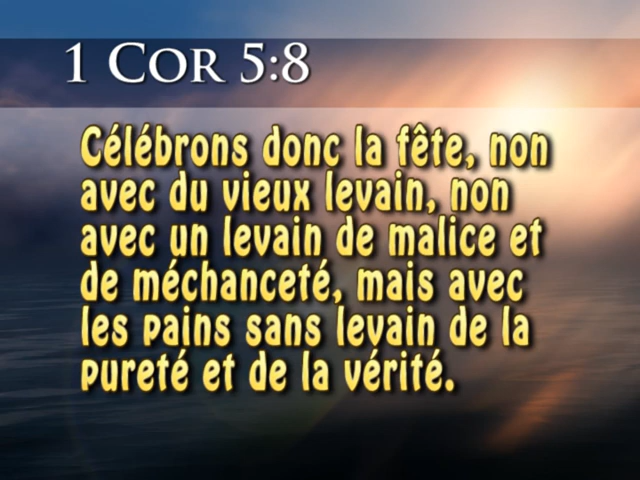 1 COR 5:8
Célébrons donc la fête, non
avec du vieux levain, non
avec un levain de malice et
de méchanceté, mais avec
les pains sans levain de la
pureté et de la vérité.